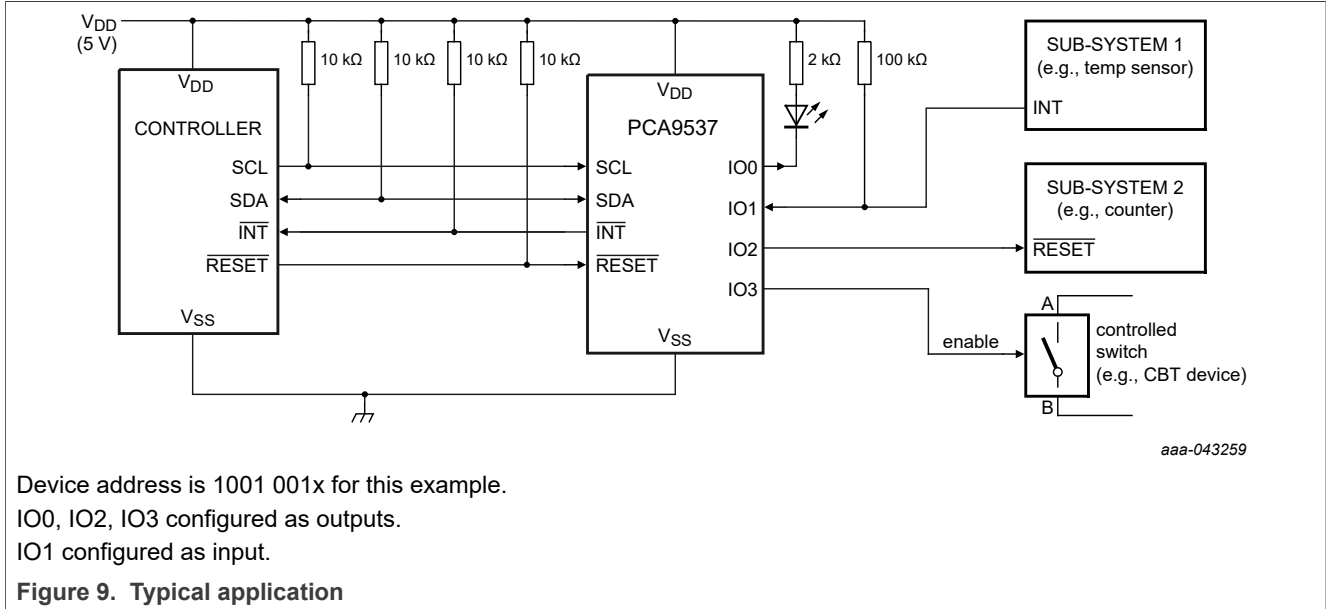 VDD
(5 V)
10 kΩ
10 kΩ
10 kΩ
10 kΩ
2 kΩ
100 kΩ
VDD
CONTROLLER
SCL
SDA
INT
RESET
VSS
VDD
PCA9537
SCL
SDA
INT
RESET
IO0
IO1
IO2
IO3
VSS
SUB-SYSTEM 1
(e.g., temp sensor)
INT
SUB-SYSTEM 2
(e.g., counter)
RESET
enable
A
B
controlled
switch
(e.g., CBT device)
aaa-043259
Device address is 1001 001x for this example.
IO0, IO2, IO3 configured as outputs.
IO1 configured as input.
Figure 9. Typical application